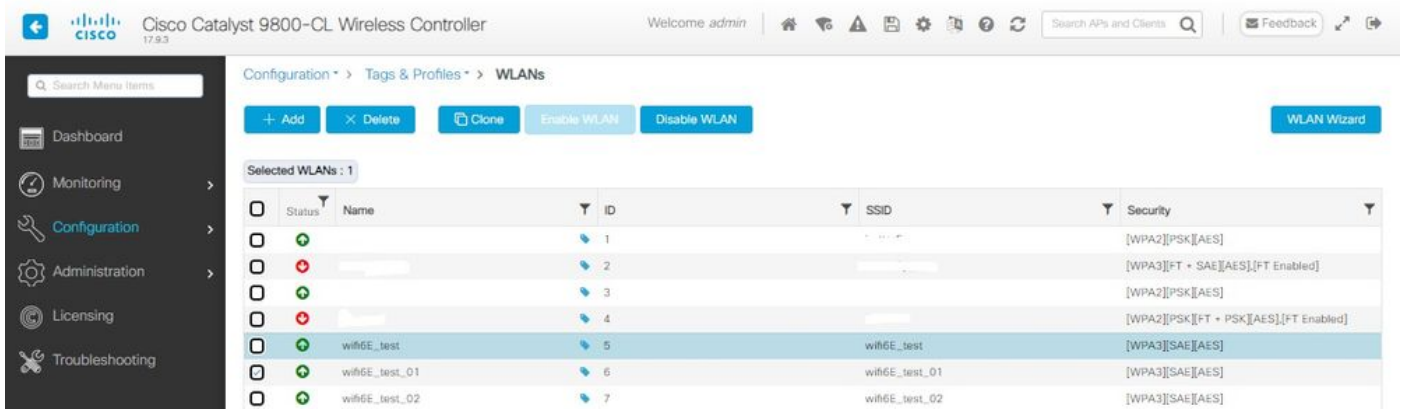 CISCO
Cisco Catalyst 9800-CL Wireless Controller
17.9.3
Welcome admin
Search APs and Clients
Feedback
Search Menu Items
Dashboard
Monitoring
Configuration
Administration
Licensing
Troubleshooting
Configuration > Tags & Profiles > WLANs
+ Add
× Delete
Clone
Enable WLAN
Disable WLAN
WLAN Wizard
Selected WLANs : 1
Status Name ID SSID Security
1 [WPA2][PSK][AES]
2 [WPA3][FT + SAE][AES],[FT Enabled]
3 [WPA2][PSK][AES]
4 [WPA2][PSK][FT + PSK][AES],[FT Enabled]
wifi6E_test 5 wifi6E_test [WPA3][SAE][AES]
wifi6E_test_01 6 wifi6E_test_01 [WPA3][SAE][AES]
wifi6E_test_02 7 wifi6E_test_02 [WPA3][SAE][AES]